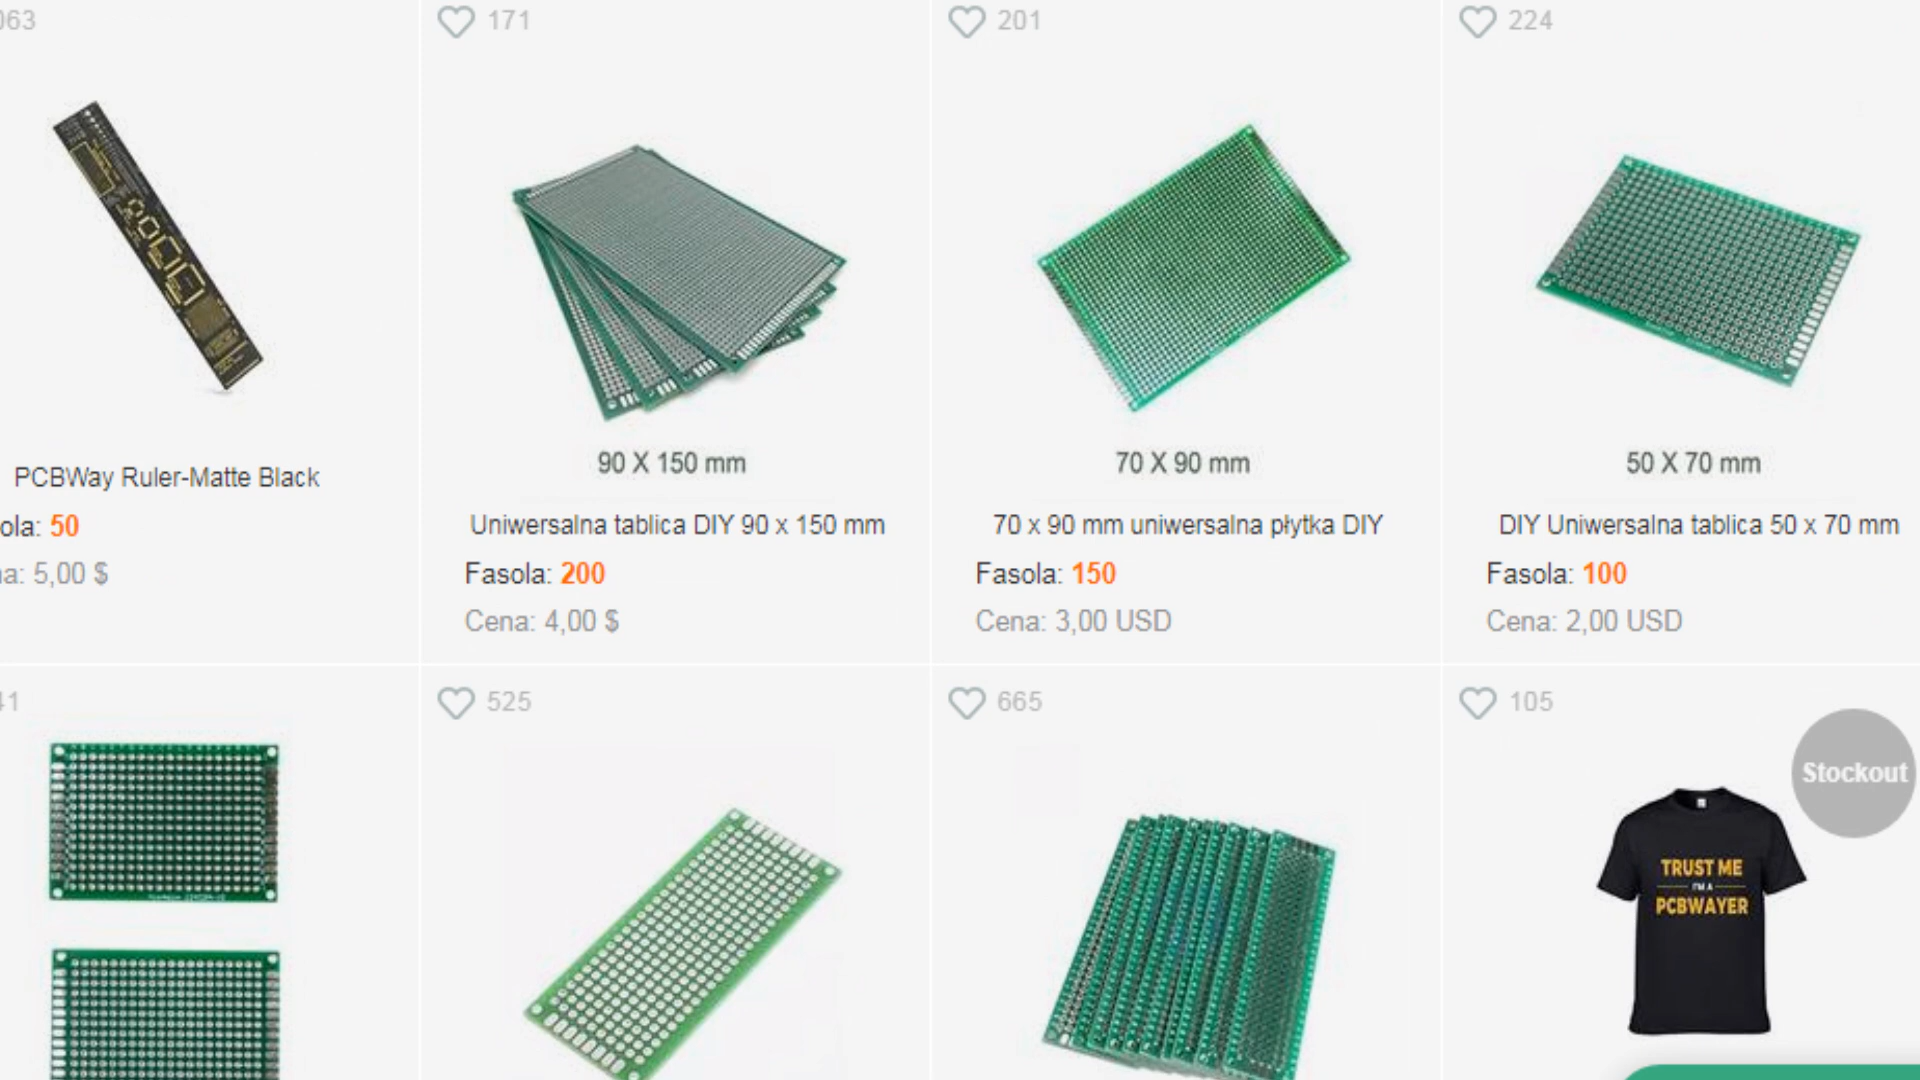 063
171
201
224
90 X 150 mm
70 X 90 mm
50 X 70 mm
PCBWay Ruler-Matte Black
Uniwersalna tablica DIY 90 x 150 mm
70 x 90 mm uniwersalna płytka DIY
DIY Uniwersalna tablica 50 x 70 mm
ola: 50
Fasola: 200
Fasola: 150
Fasola: 100
a: 5,00 $
Cena: 4,00 $
Cena: 3,00 USD
Cena: 2,00 USD
41
525
665
105
Stockout
TRUST ME
I'M A
PCBWAYER